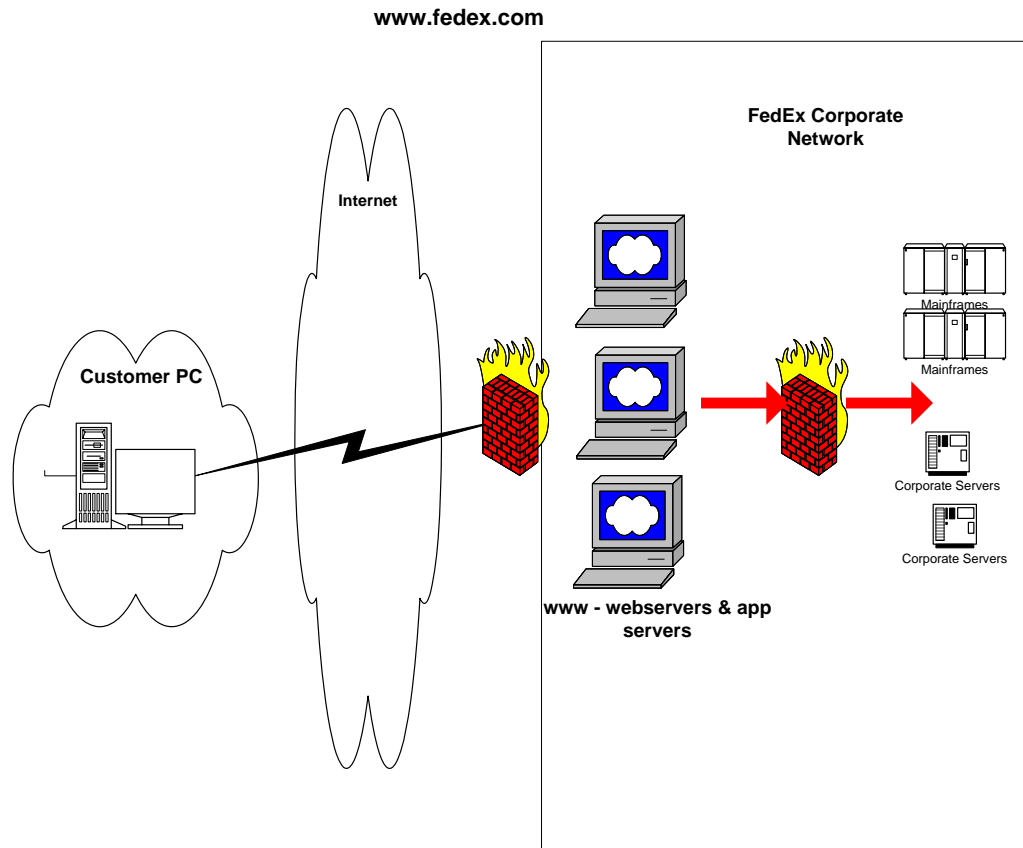 www.fedex.com
FedEx Corporate
Network
Internet
Customer PC
Mainframes
Mainframes
Corporate Servers
Corporate Servers
www - webservers & app
servers